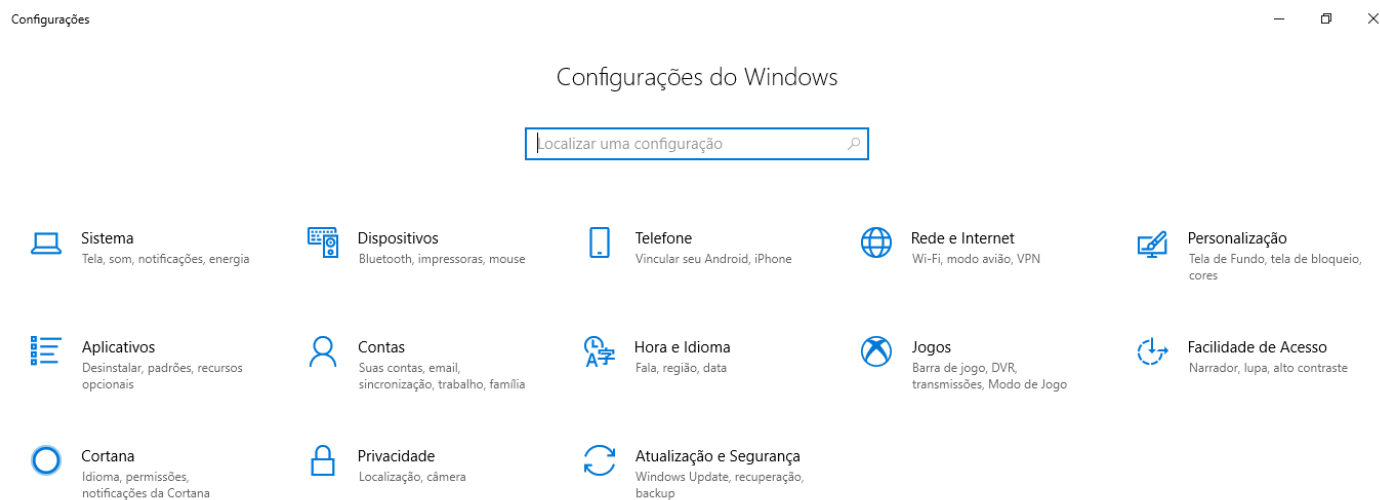 Configurações
Configurações do Windows
Localizar uma configuração
Sistema
Tela, som, notificações, energia
Dispositivos
Bluetooth, impressoras, mouse
Telefone
Vincular seu Android, iPhone
Rede e Internet
Wi-Fi, modo avião, VPN
Personalização
Tela de Fundo, tela de bloqueio,
cores
Aplicativos
Desinstalar, padrões, recursos
opcionais
Contas
Suas contas, email,
sincronização, trabalho, família
Hora e Idioma
Fala, região, data
Jogos
Barra de jogo, DVR,
transmissões, Modo de Jogo
Facilidade de Acesso
Narrador, lupa, alto contraste
Cortana
Idioma, permissões,
notificações da Cortana
Privacidade
Localização, câmera
Atualização e Segurança
Windows Update, recuperação,
backup